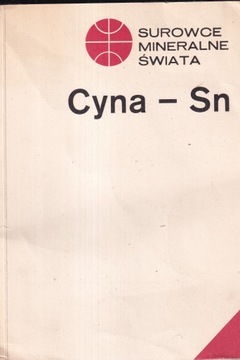 SUROWCE
MINERALNE
ŚWIATA
Cyna – Sn